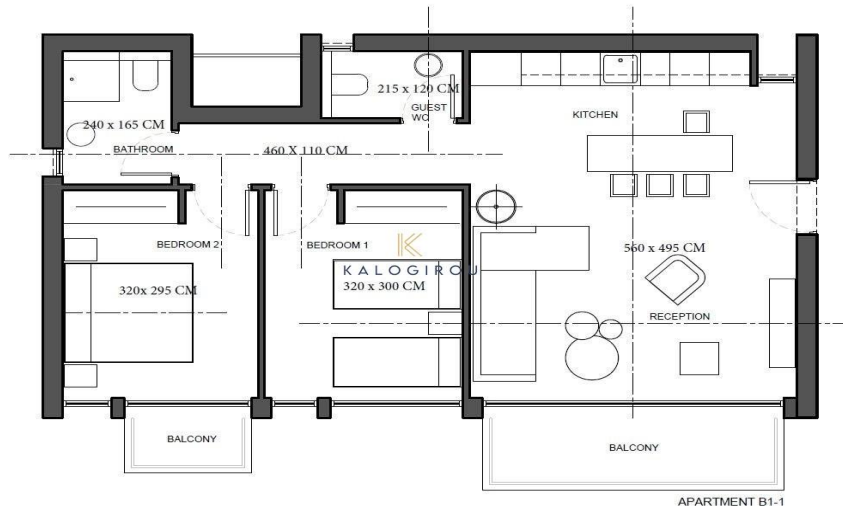 215 x 120 CM
GUEST
WC
KITCHEN
240 x 165 CM
BATHROOM
460 X 110 CM
BEDROOM 2
BEDROOM 1
560 x 495 CM
KALOGIROU
320x 295 CM
320 x 300 CM
RECEPTION
BALCONY
BALCONY
APARTMENT B1-1